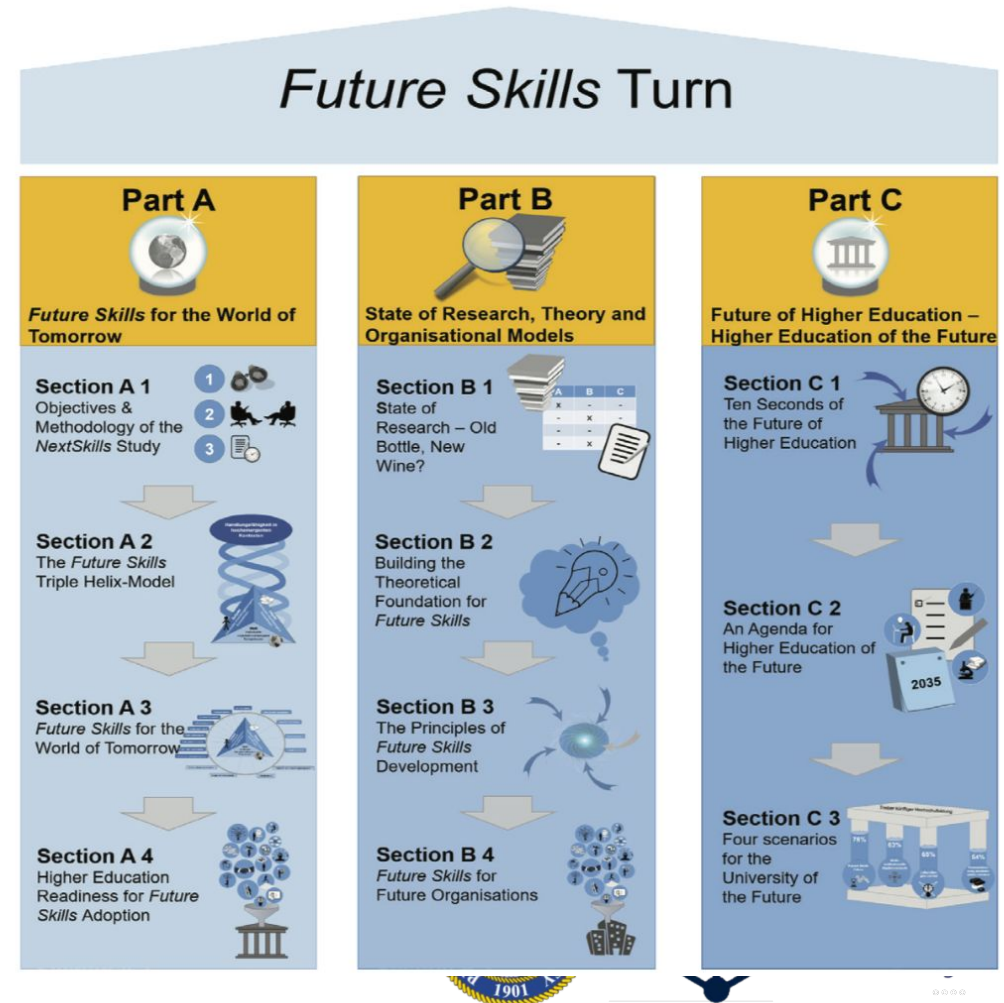 Future Skills Turn
Part A
Future Skills for the World of
Tomorrow
Section A 1
Objectives &
Methodology of the
NextSkills Study
1
2
3
Section A 2
The Future Skills
Triple Helix-Model
Section A 3
Future Skills for the
World of Tomorrow
Section A 4
Higher Education
Readiness for Future
Skills Adoption
Part B
State of Research, Theory and
Organisational Models
Section B 1
State of
Research – Old
Bottle, New
Wine?
A B C
x - -
- x -
- - -
- x
Section B 2
Building the
Theoretical
Foundation for
Future Skills
Section B 3
The Principles of
Future Skills
Development
Section B 4
Future Skills for
Future Organisations
Part C
Future of Higher Education –
Higher Education of the Future
Section C 1
Ten Seconds of
the Future of
Higher Education
Section C 2
An Agenda for
Higher Education of
the Future
2035
Section C 3
Four scenarios
for the
University of
the Future
1901